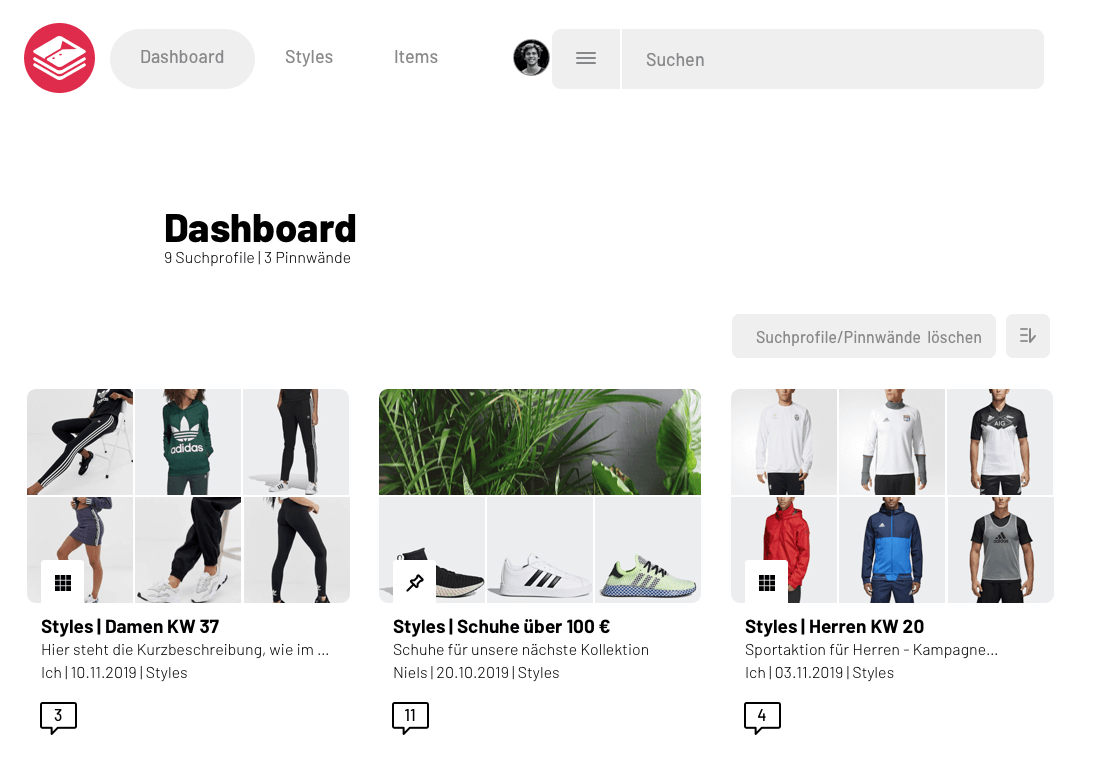 Dashboard
Styles
Items
Suchen
Dashboard
9 Suchprofile | 3 Pinnwände
Suchprofile/Pinnwände löschen
adidas
AIG
adidas
Styles | Damen KW 37
Hier steht die Kurzbeschreibung, wie im ...
Ich | 10.11.2019 | Styles
3
Styles | Schuhe über 100 €
Schuhe für unsere nächste Kollektion
Niels | 20.10.2019 | Styles
11
Styles | Herren KW 20
Sportaktion für Herren - Kampagne...
Ich | 03.11.2019 | Styles
4